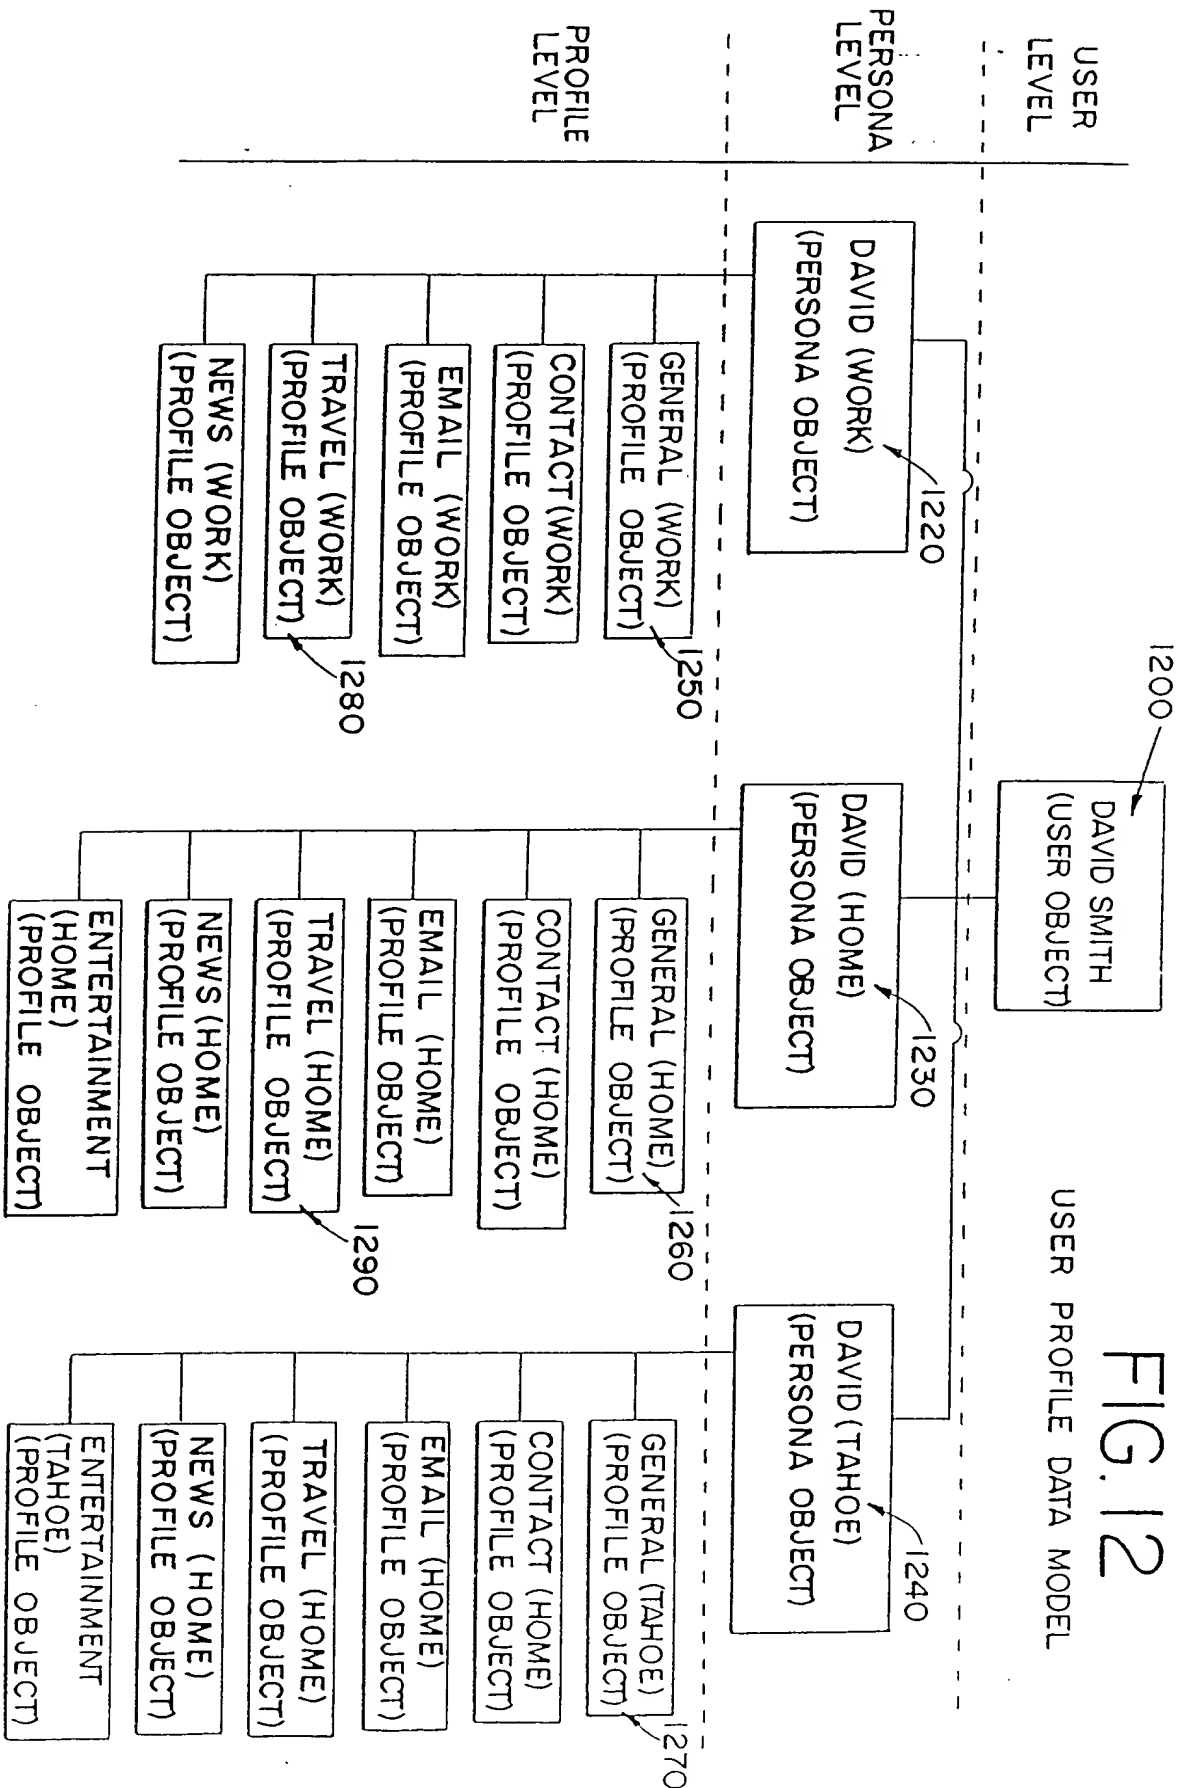 FIG. 12
USER PROFILE DATA MODEL
USER
LEVEL
1200
DAVID SMITH
(USER OBJECT)
PERSONA
LEVEL
DAVID (WORK)
(PERSONA OBJECT)
1220
DAVID (HOME)
(PERSONA OBJECT)
1230
DAVID (TAHOE)
(PERSONA OBJECT)
1240
PROFILE
LEVEL
GENERAL (WORK)
(PROFILE OBJECT)
1250
CONTACT (WORK)
(PROFILE OBJECT)
EMAIL (WORK)
(PROFILE OBJECT)
TRAVEL (WORK)
(PROFILE OBJECT)
1280
NEWS (WORK)
(PROFILE OBJECT)
GENERAL (HOME)
(PROFILE OBJECT)
1260
CONTACT (HOME)
(PROFILE OBJECT)
EMAIL (HOME)
(PROFILE OBJECT)
TRAVEL (HOME)
(PROFILE OBJECT)
1290
NEWS (HOME)
(PROFILE OBJECT)
ENTERTAINMENT
(HOME)
(PROFILE OBJECT)
GENERAL (TAHOE)
(PROFILE OBJECT)
1270
CONTACT (HOME)
(PROFILE OBJECT)
EMAIL (HOME)
(PROFILE OBJECT)
TRAVEL (HOME)
(PROFILE OBJECT)
NEWS (HOME)
(PROFILE OBJECT)
ENTERTAINMENT
(TAHOE)
(PROFILE OBJECT)